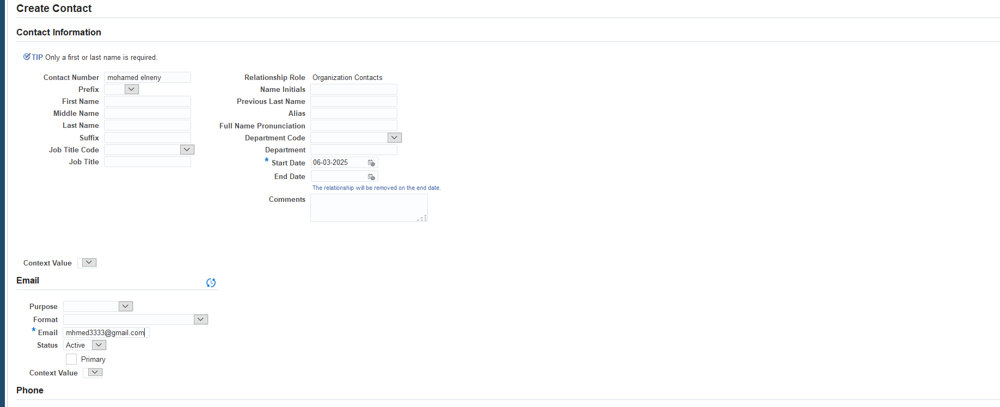 Create Contact
Contact Information
TIP Only a first or last name is required.
Contact Number mohamed elneny
Prefix
First Name
Middle Name
Last Name
Suffix
Job Title Code
Job Title
Relationship Role Organization Contacts
Name Initials
Previous Last Name
Alias
Full Name Pronunciation
Department Code
Department
* Start Date 06-03-2025
End Date
The relationship will be removed on the end date.
Comments
Context Value
Email
Purpose
Format
* Email mhmed3333@gmail.com
Status Active
Primary
Context Value
Phone